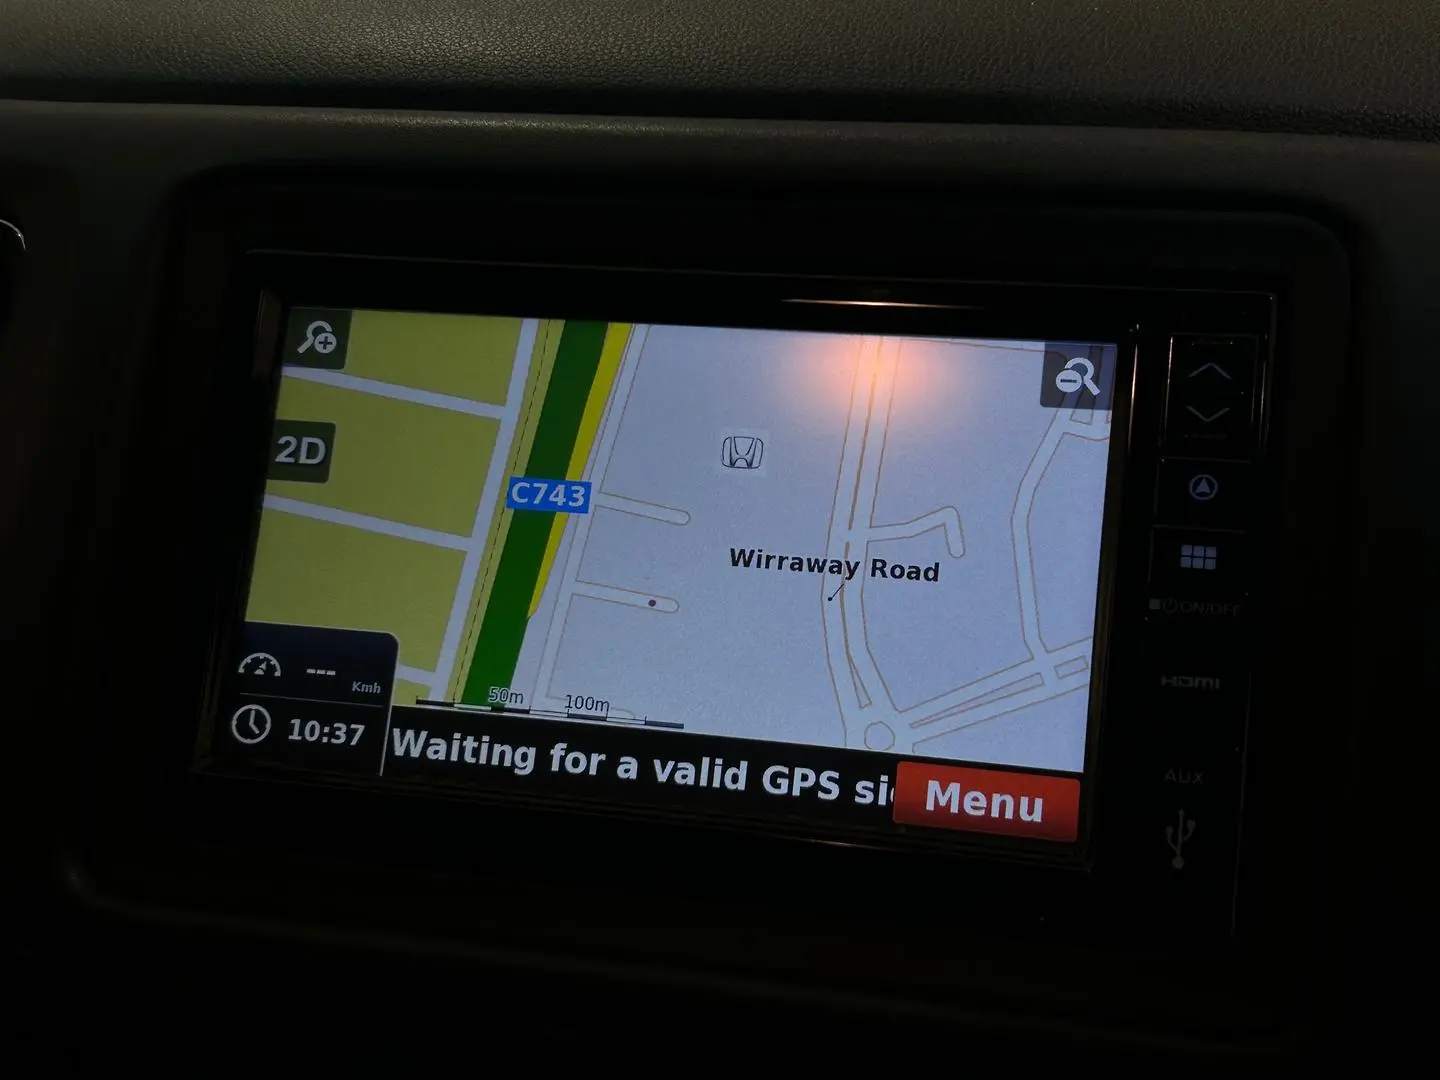 2D
C743
Wirraway Road
--- Kmh
50m 100m
10:37
Waiting for a valid GPS si
Menu
ON/OFF
HDMI
AUX